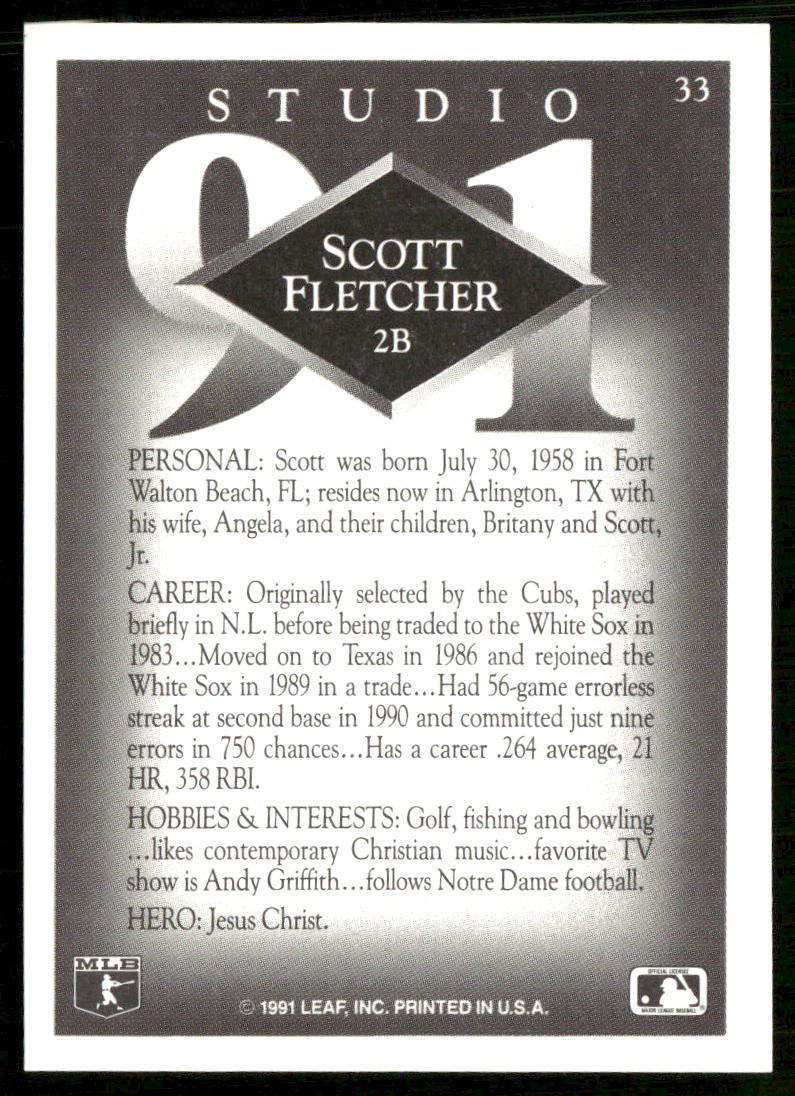 33
STUDIO
91
SCOTT
FLETCHER
2B
PERSONAL: Scott was born July 30, 1958 in Fort
Walton Beach, FL; resides now in Arlington, TX with
his wife, Angela, and their children, Britany and Scott,
Jr.
CAREER: Originally selected by the Cubs, played
briefly in N.L. before being traded to the White Sox in
1983...Moved on to Texas in 1986 and rejoined the
White Sox in 1989 in a trade...Had 56-game errorless
streak at second base in 1990 and committed just nine
errors in 750 chances...Has a career .264 average, 21
HR, 358 RBI.
HOBBIES & INTERESTS: Golf, fishing and bowling
...likes contemporary Christian music...favorite TV
show is Andy Griffith...follows Notre Dame football.
HERO: Jesus Christ.
MLB
© 1991 LEAF, INC. PRINTED IN U.S.A.
OFFICIAL LICENSEE
MAJOR LEAGUE BASEBALL
®